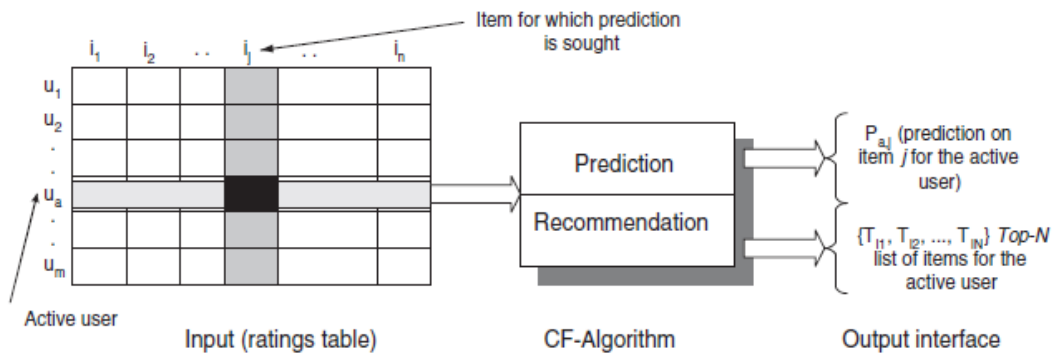 Item for which prediction
is sought
i1 i2 . . ij . . in
u1
u2
.
.
ua
.
.
um
Active user
Input (ratings table)
Prediction
Recommendation
CF-Algorithm
Pa,j (prediction on
item j for the active
user)
{Ti1, Ti2, ..., TiN} Top-N
list of items for the
active user
Output interface